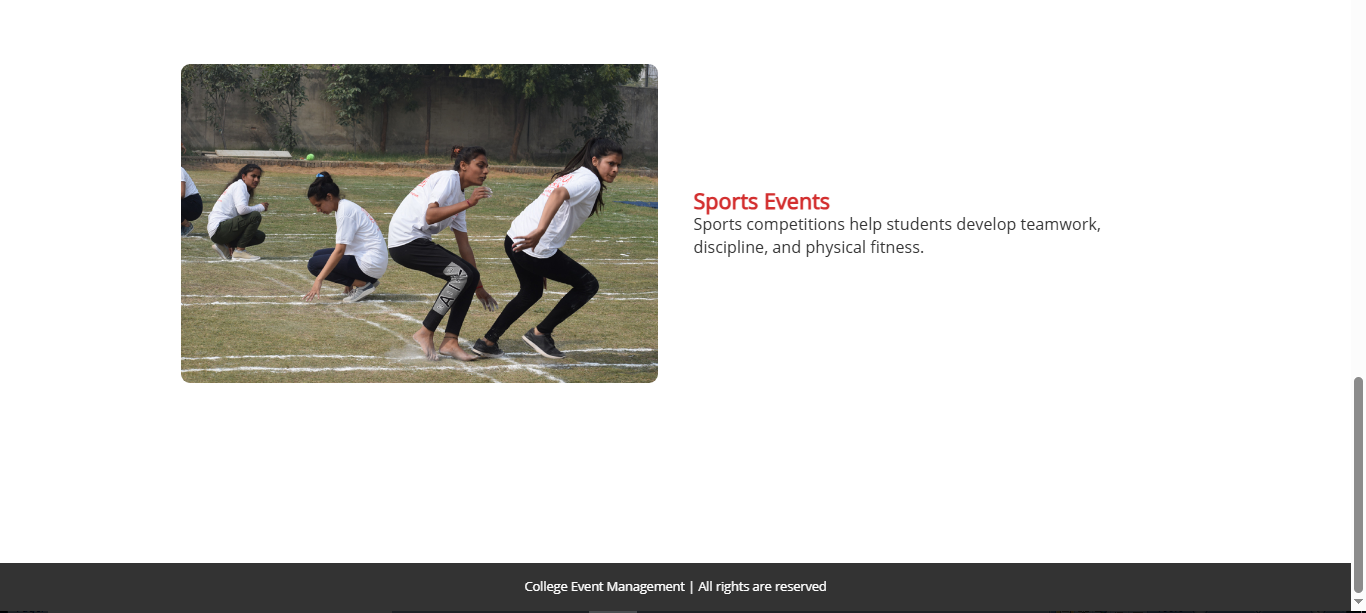 Sports Events
Sports competitions help students develop teamwork,
discipline, and physical fitness.
College Event Management | All rights are reserved